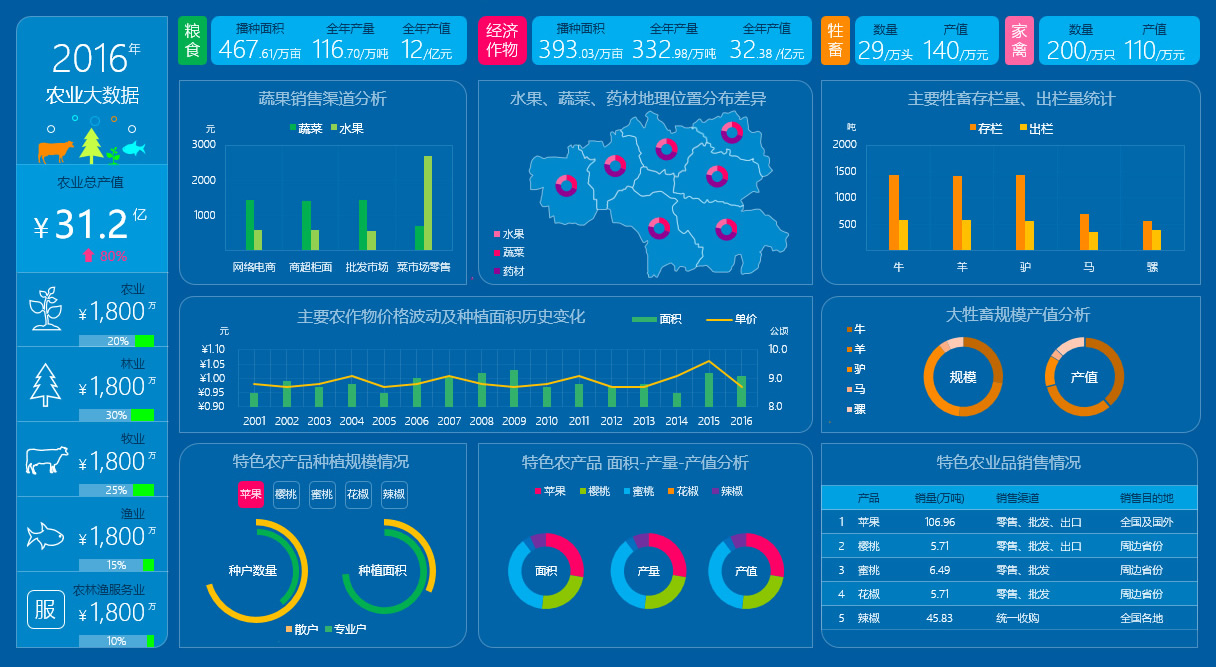 2016年
农业大数据
农业总产值
¥31.2亿
90%
农业
¥1,800万
20%
林业
¥1,800万
30%
牧业
¥1,800万
25%
渔业
¥1,800万
15%
农林渔服务业
服
¥1,800万
10%
粮食
播种面积 全年产量 全年产值
467.61/万亩 116.70/万吨 12/亿元
经济作物
播种面积 全年产量 全年产值
393.03/万亩 332.98/万吨 32.38 /亿元
牲畜
数量 产值
29/万头 140/万元
家禽
数量 产值
200/万只 110/万元
蔬果销售渠道分析
元
蔬菜 水果
3000
2000
1000
网络电商 商超柜面 批发市场 菜市场零售
水果、蔬菜、药材地理位置分布差异
水果
蔬菜
药材
主要牲畜存栏量、出栏量统计
吨
存栏 出栏
2000
1500
1000
500
牛 羊 驴 马 骡
主要农作物价格波动及种植面积历史变化
面积 单价
元
公顷
¥1.10
¥1.05
¥1.00
¥0.95
¥0.90
10.0
9.0
8.0
2001 2002 2003 2004 2005 2006 2007 2008 2009 2010 2011 2012 2013 2014 2015 2016
大牲畜规模产值分析
牛
羊
驴
马
骡
规模 产值
特色农产品种植规模情况
苹果 樱桃 蜜桃 花椒 辣椒
种户数量 种植面积
散户 专业户
特色农产品 面积-产量-产值分析
苹果 樱桃 蜜桃 花椒 辣椒
面积 产量 产值
特色农业品销售情况
产品 销量(万吨) 销售渠道 销售目的地
1 苹果 106.96 零售、批发、出口 全国及国外
2 樱桃 5.71 零售、批发、出口 周边省份
3 蜜桃 6.49 零售、批发 周边省份
4 花椒 5.71 零售、批发 周边省份
5 辣椒 45.83 统一收购 全国各地